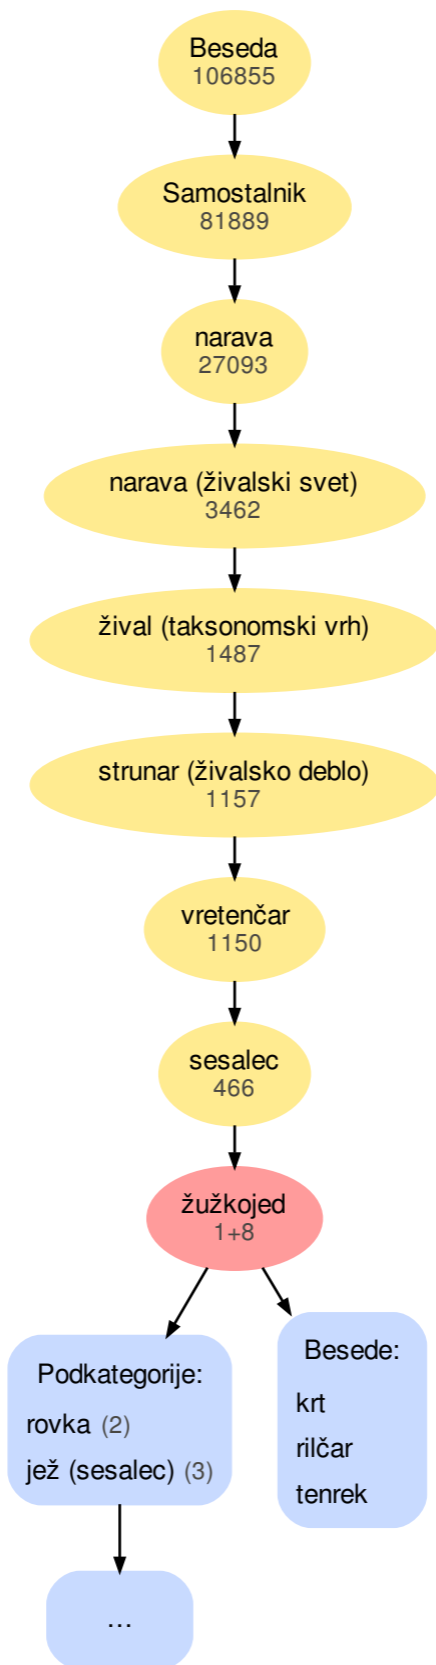 Beseda
106855
Samostalnik
81889
narava
27093
narava (živalski svet)
3462
žival (taksonomski vrh)
1487
strunar (živalsko deblo)
1157
vretenčar
1150
sesalec
466
žužkojed
1+8
Podkategorije:
rovka (2)
jež (sesalec) (3)
...
Besede:
krt
rilčar
tenrek